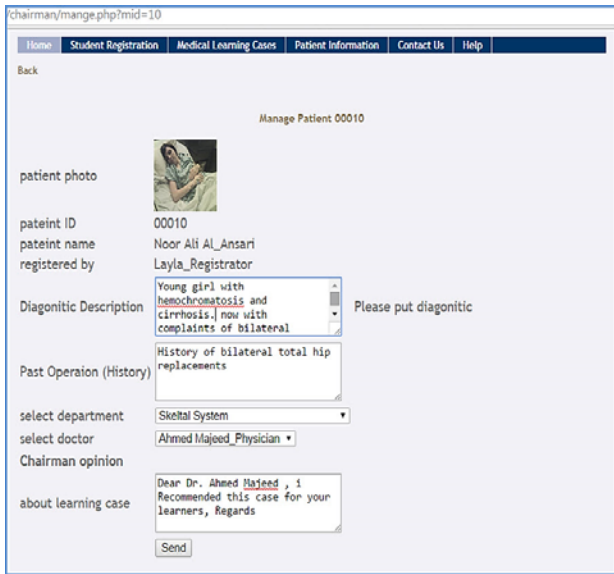 /chairman/mange.php?mid=10
Home Student Registration Medical Learning Cases Patient Information Contact Us Help
Back
Manage Patient 00010
patient photo
pateint ID 00010
pateint name Noor Ali Al_Ansari
registered by Layla_Registrator
Diagonitic Description
Young girl with
hemochromatosis and
cirrhosis. now with
complaints of bilateral
Please put diagonitic
Past Operaion (History)
History of bilateral total hip
replacements
select department Skeltal System
select doctor Ahmed Majeed_Physician
Chairman opinion
about learning case
Dear Dr. Ahmed Majeed , i
Recommended this case for your
learners, Regards
Send